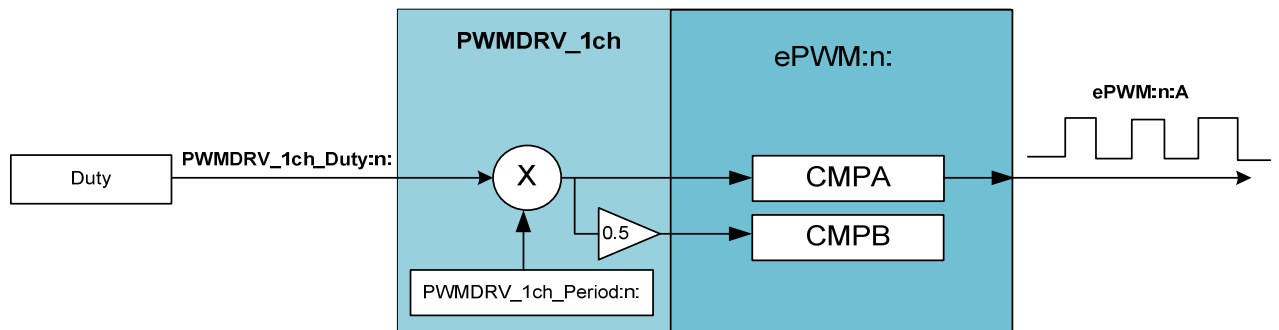 PWMDRV_1ch
ePWM:n:
ePWM:n:A
PWMDRV_1ch_Duty:n:
Duty
X
CMPA
0.5
CMPB
PWMDRV_1ch_Period:n: